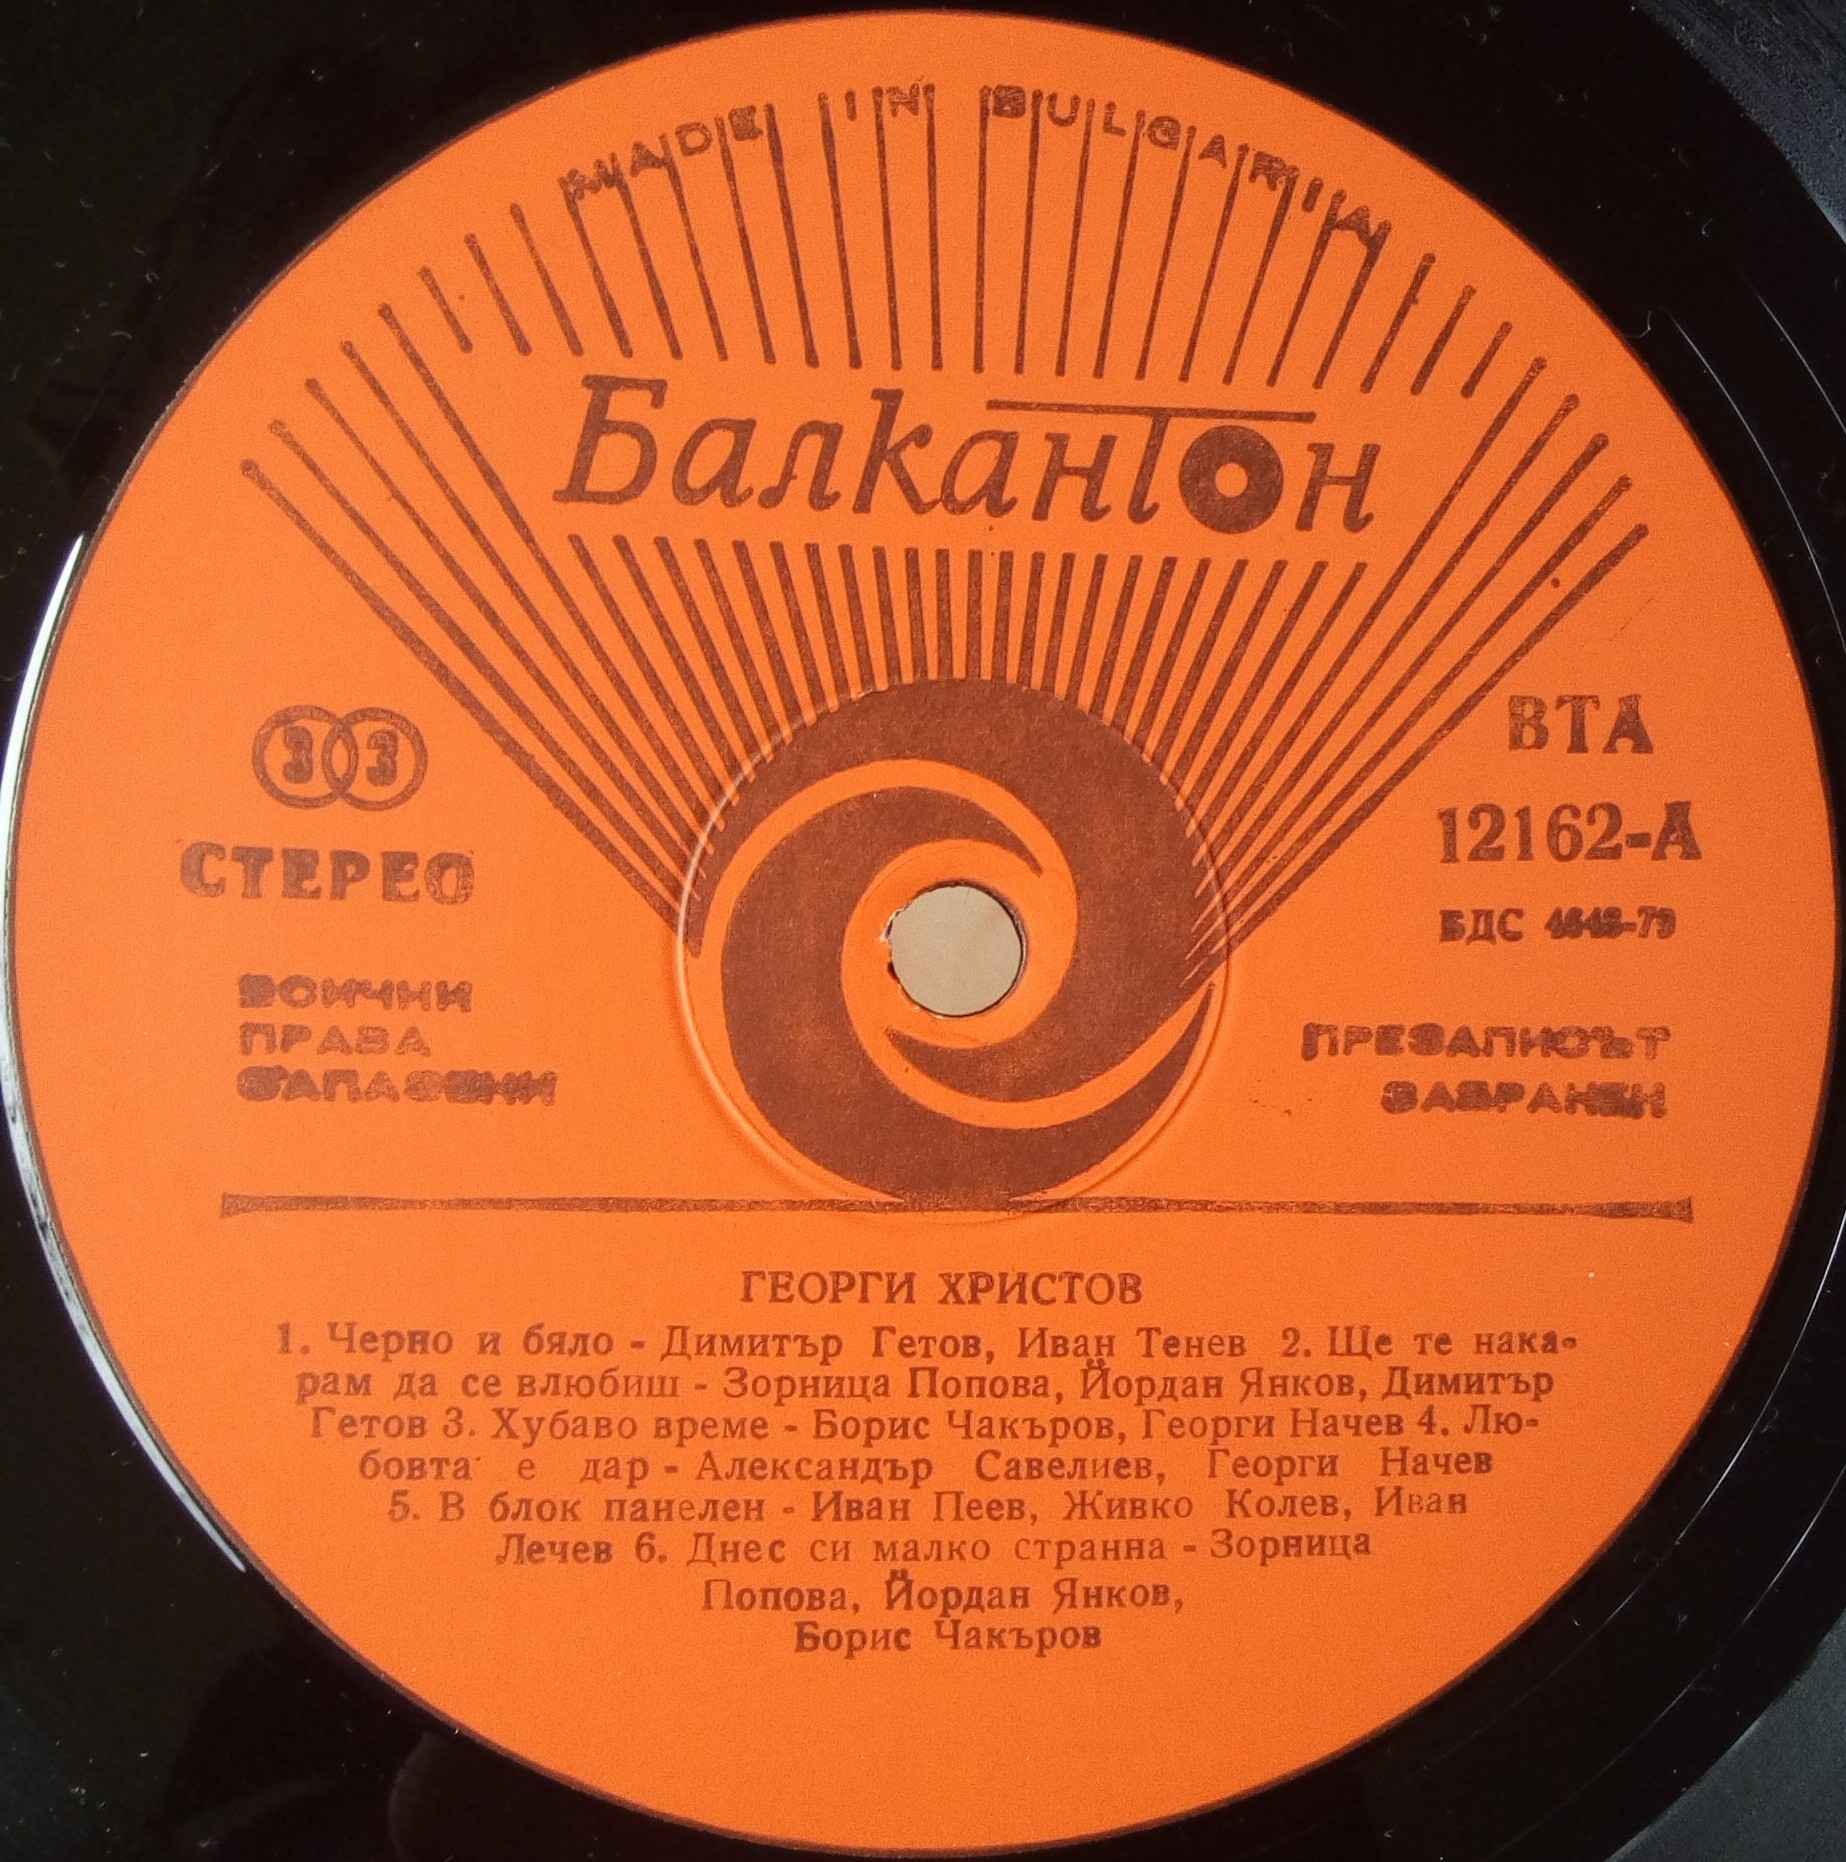 MADE IN BULGARIA
Балкантон
33
СТЕРЕО
ВСИЧНИ
ПРАВА
ЗАПАЗЕНИ
ВТА
12162-А
БДС
ПРЕЗАПИСЪТ
ЗАБРАНЕН
ГЕОРГИ ХРИСТОВ
1. Черно и бяло - Димитър Гетов, Иван Тенев 2. Ще те нака-
рам да се влюбиш - Зорница Попова, Йордан Янков, Димитър
Гетов 3. Хубаво време - Борис Чакъров, Георги Начев 4. Лю-
бовта е дар - Александър Савелиев, Георги Начев
5. В блок панелен - Иван Пеев, Живко Колев, Иван
Лечев 6. Днес си малко странна - Зорница
Попова, Йордан Янков,
Борис Чакъров